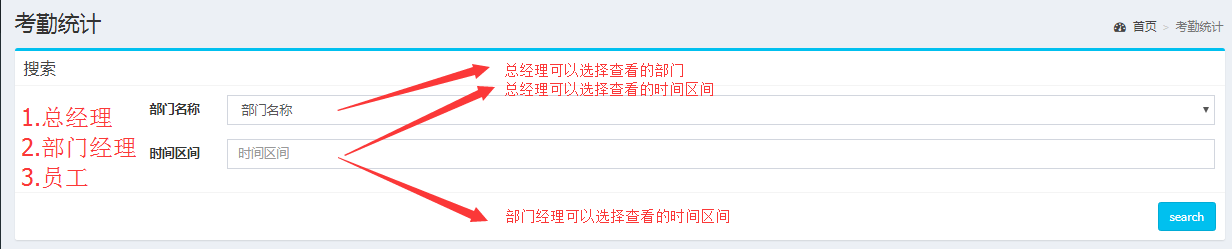 考勤统计
首页 > 考勤统计
搜索
总经理可以选择查看的部门
总经理可以选择查看的时间区间
1.总经理
2.部门经理
3.员工
部门名称
部门名称
时间区间
时间区间
部门经理可以选择查看的时间区间
search